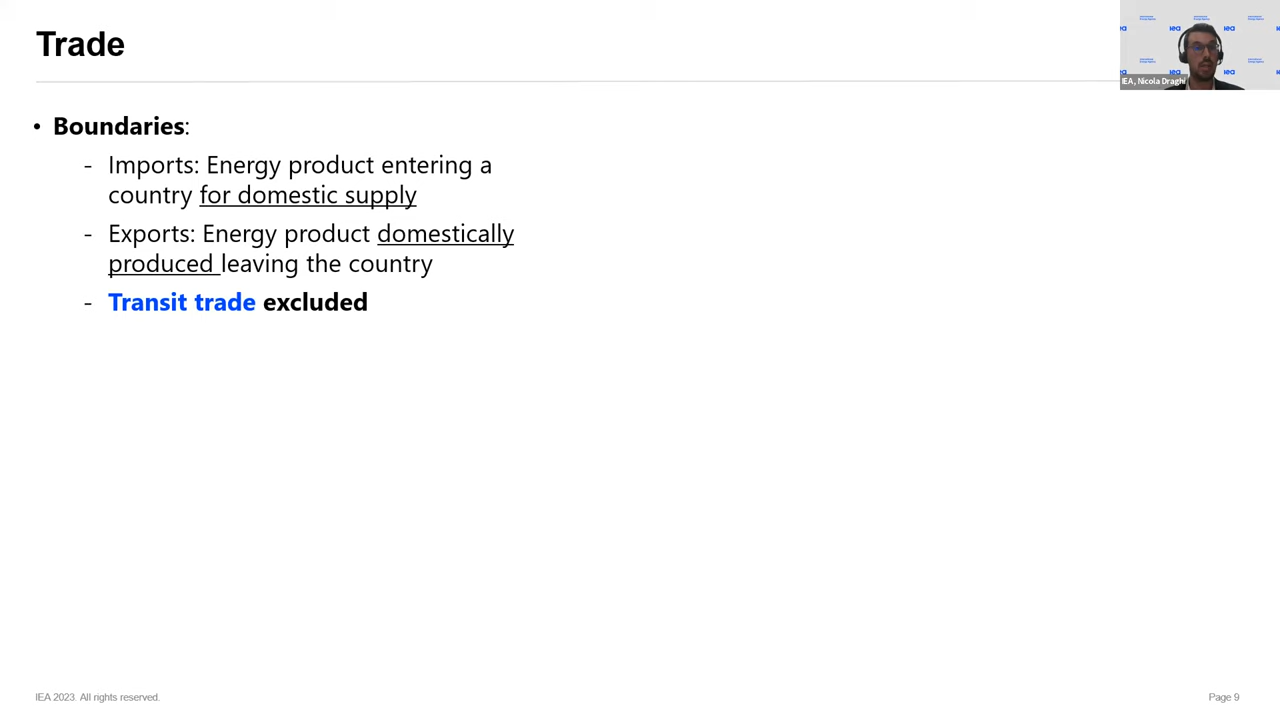 Trade
IEA, Nicola Draghi
• Boundaries:
- Imports: Energy product entering a
country for domestic supply
- Exports: Energy product domestically
produced leaving the country
- Transit trade excluded
IEA 2023. All rights reserved.
Page 9